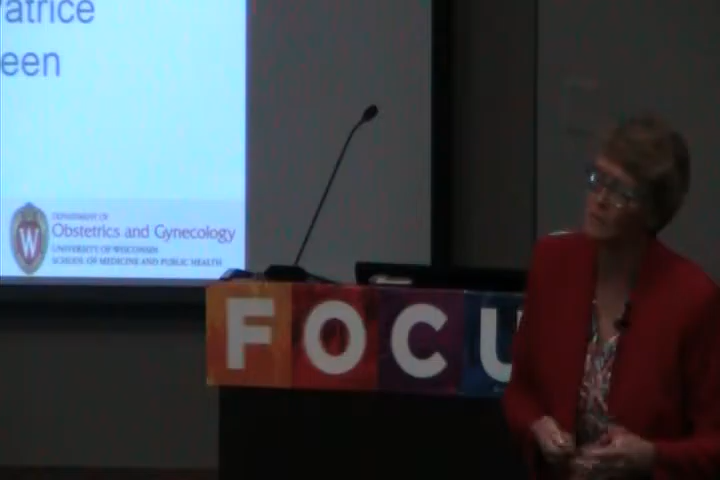 atrice
een
DEPARTMENT OF
Obstetrics and Gynecology
UNIVERSITY OF WISCONSIN
SCHOOL OF MEDICINE AND PUBLIC HEALTH
W
FOCU